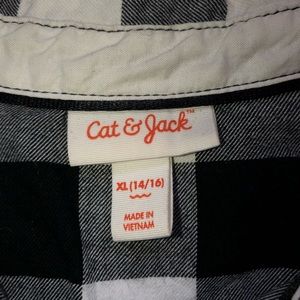 Cat & Jack™
XL (14/16)
MADE IN
VIETNAM